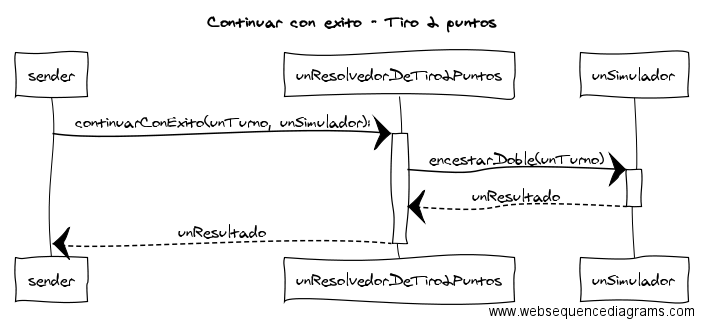 Continuar con exito - Tiro 2 puntos
sender
unResolvedorDeTiro2Puntos
unSimulador
continuarConExito(unTurno, unSimulador):
encestarDoble(unTurno)
unResultado
unResultado
sender
unResolvedorDeTiro2Puntos
unSimulador
www.websequencediagrams.com